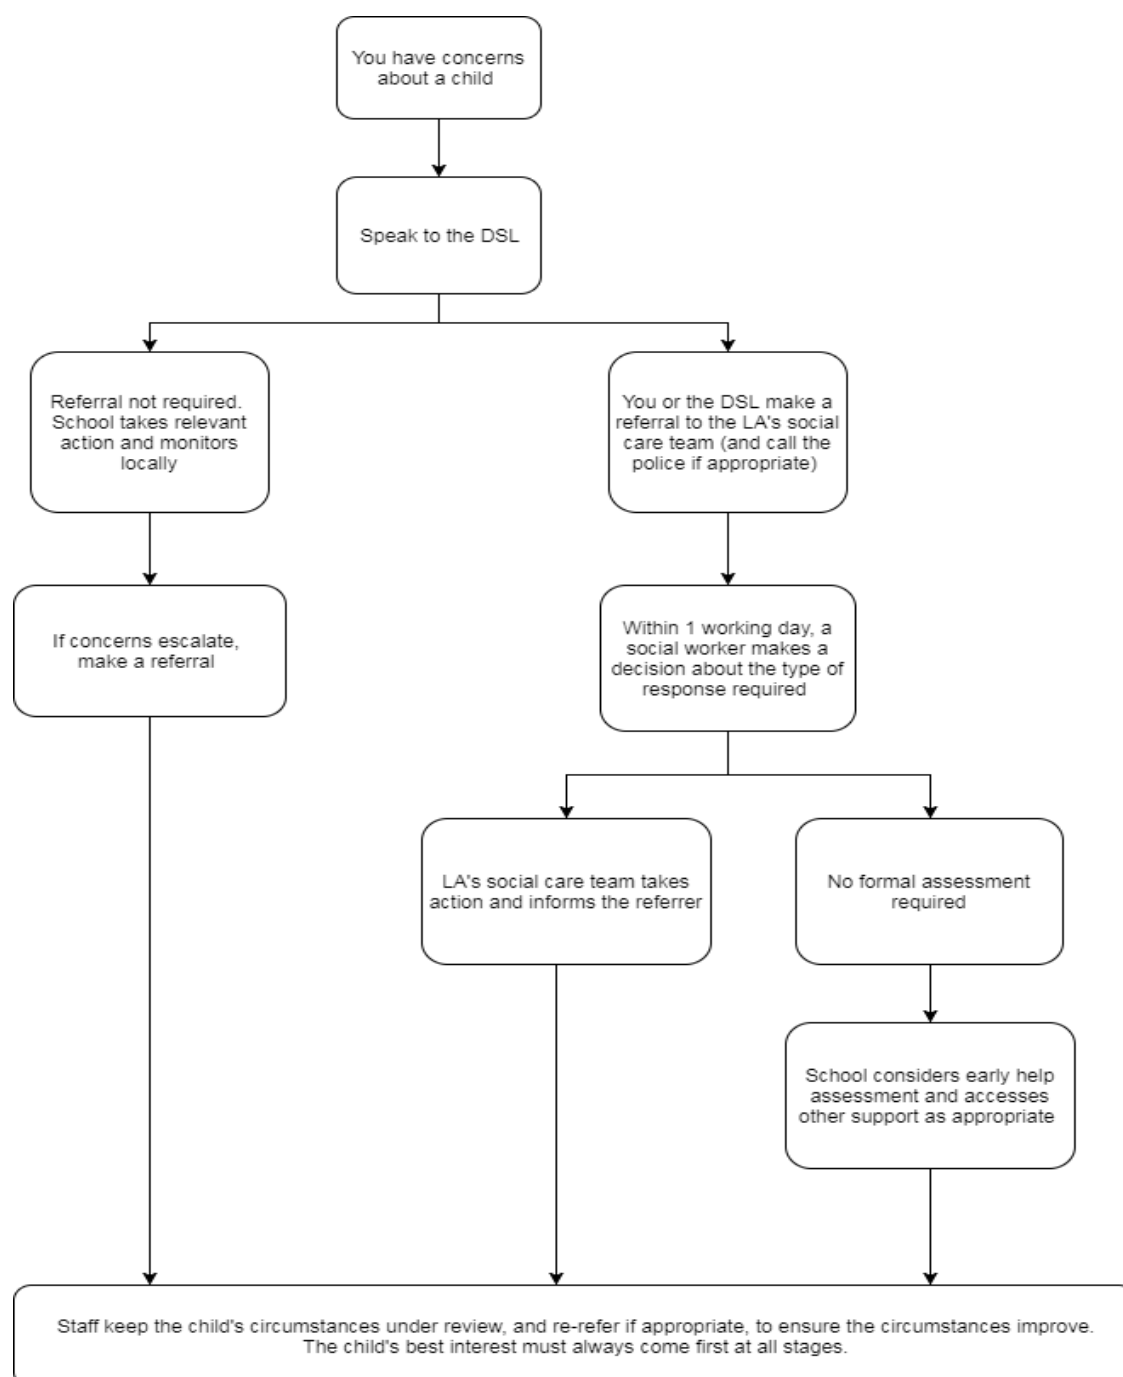 You have concerns
about a child
Speak to the DSL
Referral not required.
School takes relevant
action and monitors
locally
You or the DSL make a
referral to the LA's social
care team (and call the
police if appropriate)
If concerns escalate,
make a referral
Within 1 working day, a
social worker makes a
decision about the type of
response required
LA's social care team takes
action and informs the referrer
No formal assessment
required
School considers early help
assessment and accesses
other support as appropriate
Staff keep the child's circumstances under review, and re-refer if appropriate, to ensure the circumstances improve.
The child's best interest must always come first at all stages.